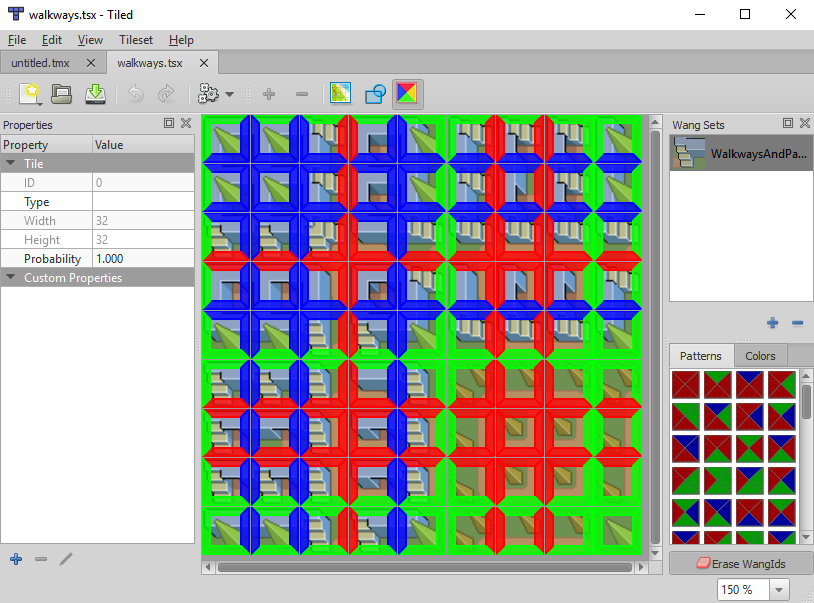 walkways.tsx - Tiled
File Edit View Tileset Help
untitled.tmx walkways.tsx
Properties
Property Value
Tile
ID 0
Type
Width 32
Height 32
Probability 1.000
Custom Properties
Wang Sets
WalkwaysAndPa...
Patterns Colors
Erase WangIds
150 %